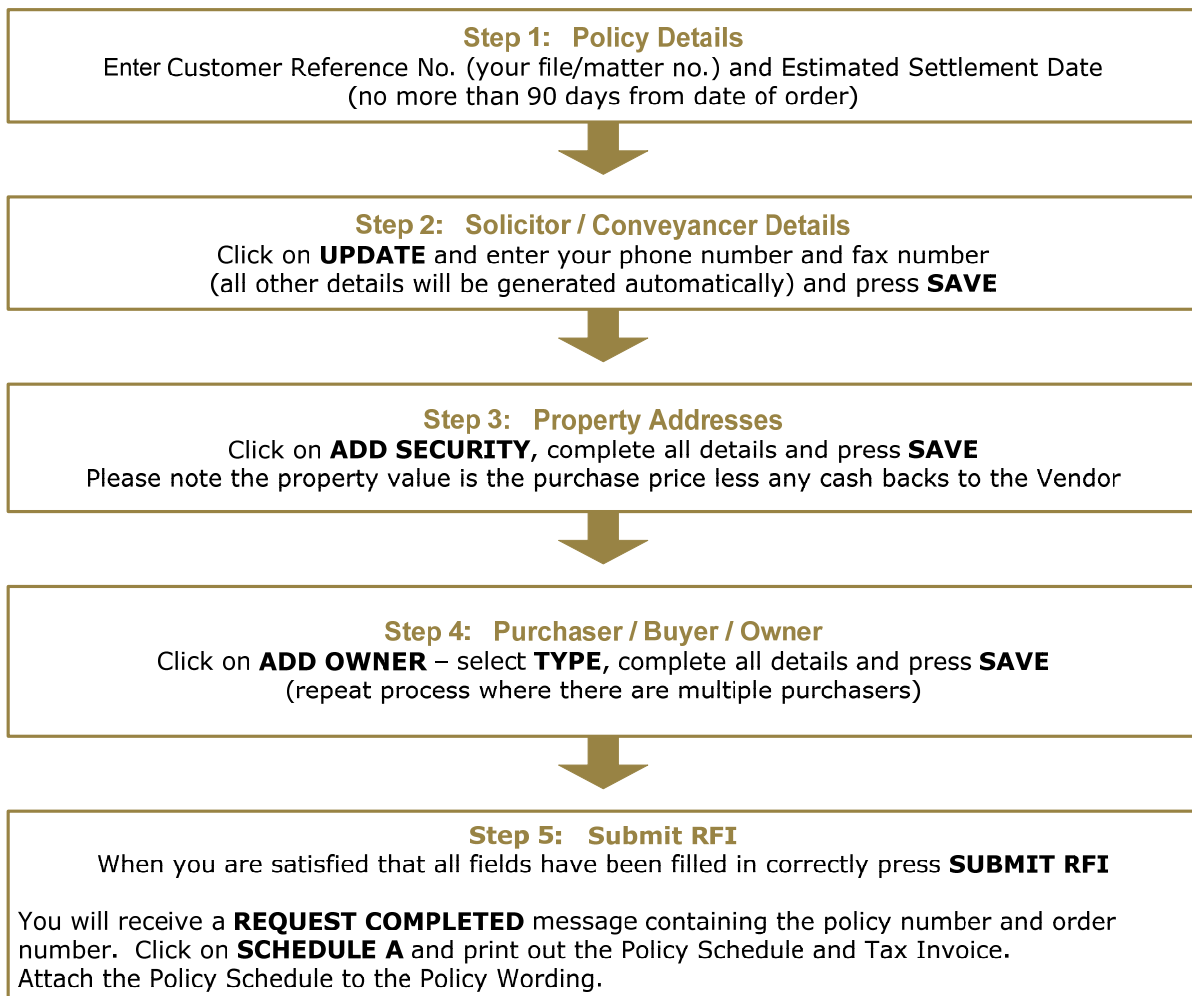 Step 1: Policy Details
Enter Customer Reference No. (your file/matter no.) and Estimated Settlement Date
(no more than 90 days from date of order)
Step 2: Solicitor / Conveyancer Details
Click on UPDATE and enter your phone number and fax number
(all other details will be generated automatically) and press SAVE
Step 3: Property Addresses
Click on ADD SECURITY, complete all details and press SAVE
Please note the property value is the purchase price less any cash backs to the Vendor
Step 4: Purchaser / Buyer / Owner
Click on ADD OWNER – select TYPE, complete all details and press SAVE
(repeat process where there are multiple purchasers)
Step 5: Submit RFI
When you are satisfied that all fields have been filled in correctly press SUBMIT RFI
You will receive a REQUEST COMPLETED message containing the policy number and order
number. Click on SCHEDULE A and print out the Policy Schedule and Tax Invoice.
Attach the Policy Schedule to the Policy Wording.